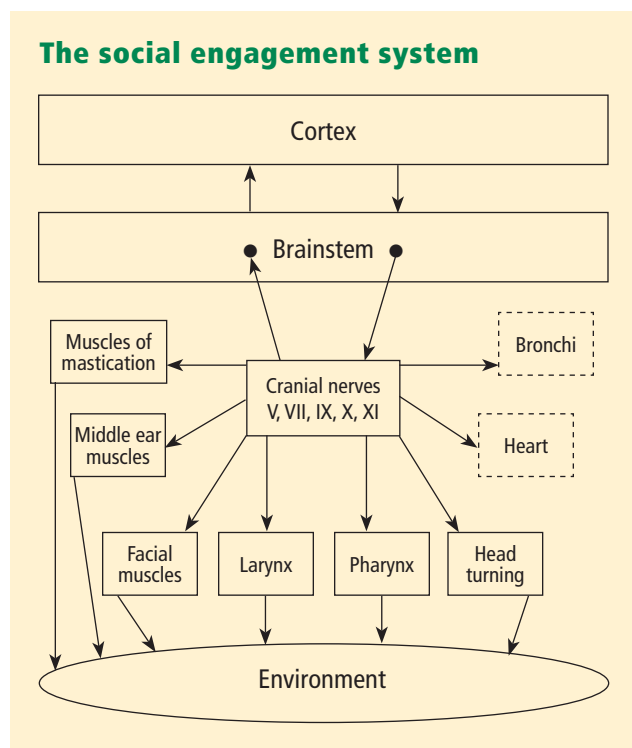 The social engagement system
Cortex
Brainstem
Muscles of
mastication
Bronchi
Cranial nerves
V, VII, IX, X, XI
Middle ear
muscles
Heart
Facial
muscles
Larynx
Pharynx
Head
turning
Environment